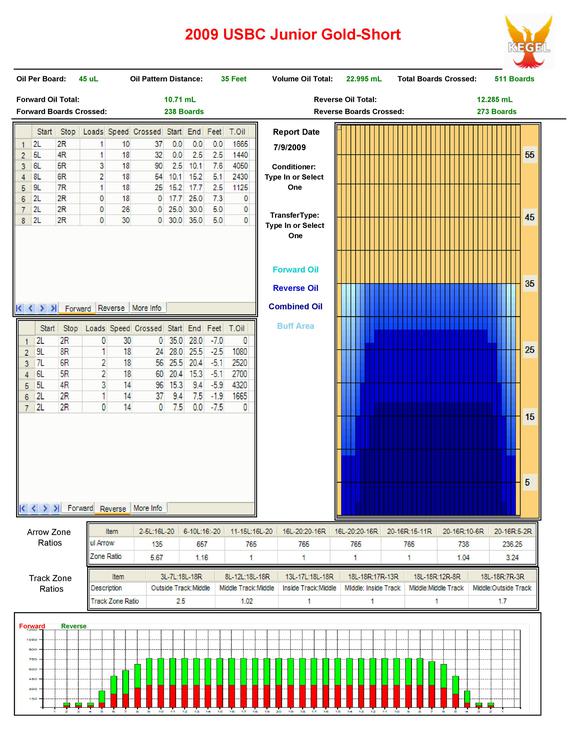 2009 USBC Junior Gold-Short
KEGEL
Oil Per Board: 45 uL Oil Pattern Distance: 35 Feet Volume Oil Total: 22.995 mL Total Boards Crossed: 511 Boards
Forward Oil Total: 10.71 mL Reverse Oil Total: 12.285 mL
Forward Boards Crossed: 238 Boards Reverse Boards Crossed: 273 Boards
Start Stop Loads Speed Crossed Start End Feet T.Oil
1 2L 2R 1 10 37 0.0 0.0 0.0 1665
2 5L 4R 1 18 32 0.0 2.5 2.5 1440
3 6L 5R 3 18 90 2.5 10.1 7.6 4050
4 8L 6R 2 18 54 10.1 15.2 5.1 2430
5 9L 7R 1 18 25 15.2 17.7 2.5 1125
6 2L 2R 0 18 0 17.7 25.0 7.3 0
7 2L 2R 0 26 0 25.0 30.0 5.0 0
8 2L 2R 0 30 0 30.0 35.0 5.0 0
Forward Reverse More Info
Report Date
7/9/2009
Conditioner:
Type In or Select
One
TransferType:
Type In or Select
One
Forward Oil
Reverse Oil
Combined Oil
Buff Area
55
45
35
25
15
5
Start Stop Loads Speed Crossed Start End Feet T.Oil
1 2L 2R 0 30 0 35.0 28.0 -7.0 0
2 9L 8R 1 18 24 28.0 25.5 -2.5 1080
3 7L 6R 2 18 56 25.5 20.4 -5.1 2520
4 6L 5R 2 18 60 20.4 15.3 -5.1 2700
5 5L 4R 3 14 96 15.3 9.4 -5.9 4320
6 2L 2R 1 14 37 9.4 7.5 -1.9 1665
7 2L 2R 0 14 0 7.5 0.0 -7.5 0
Forward Reverse More Info
Arrow Zone
Ratios
Item 2-5L:16L-20 6-10L:16:-20 11-15L:16L-20 16L-20:20-16R 16L-20:20-16R 20-16R:15-11R 20-16R:10-6R 20-16R:5-2R
ul Arrow 135 657 765 765 765 765 738 236.25
Zone Ratio 5.67 1.16 1 1 1 1 1.04 3.24
Track Zone
Ratios
Item 3L-7L:18L-18R 8L-12L:18L-18R 13L-17L:18L-18R 18L-18R:17R-13R 18L-18R:12R-8R 18L-18R:7R-3R
Description Outside Track:Middle Middle Track:Middle Inside Track:Middle MIddle: Inside Track Middle:Middle Track Middle:Outside Track
Track Zone Ratio 2.5 1.02 1 1 1 1.7
Forward Reverse